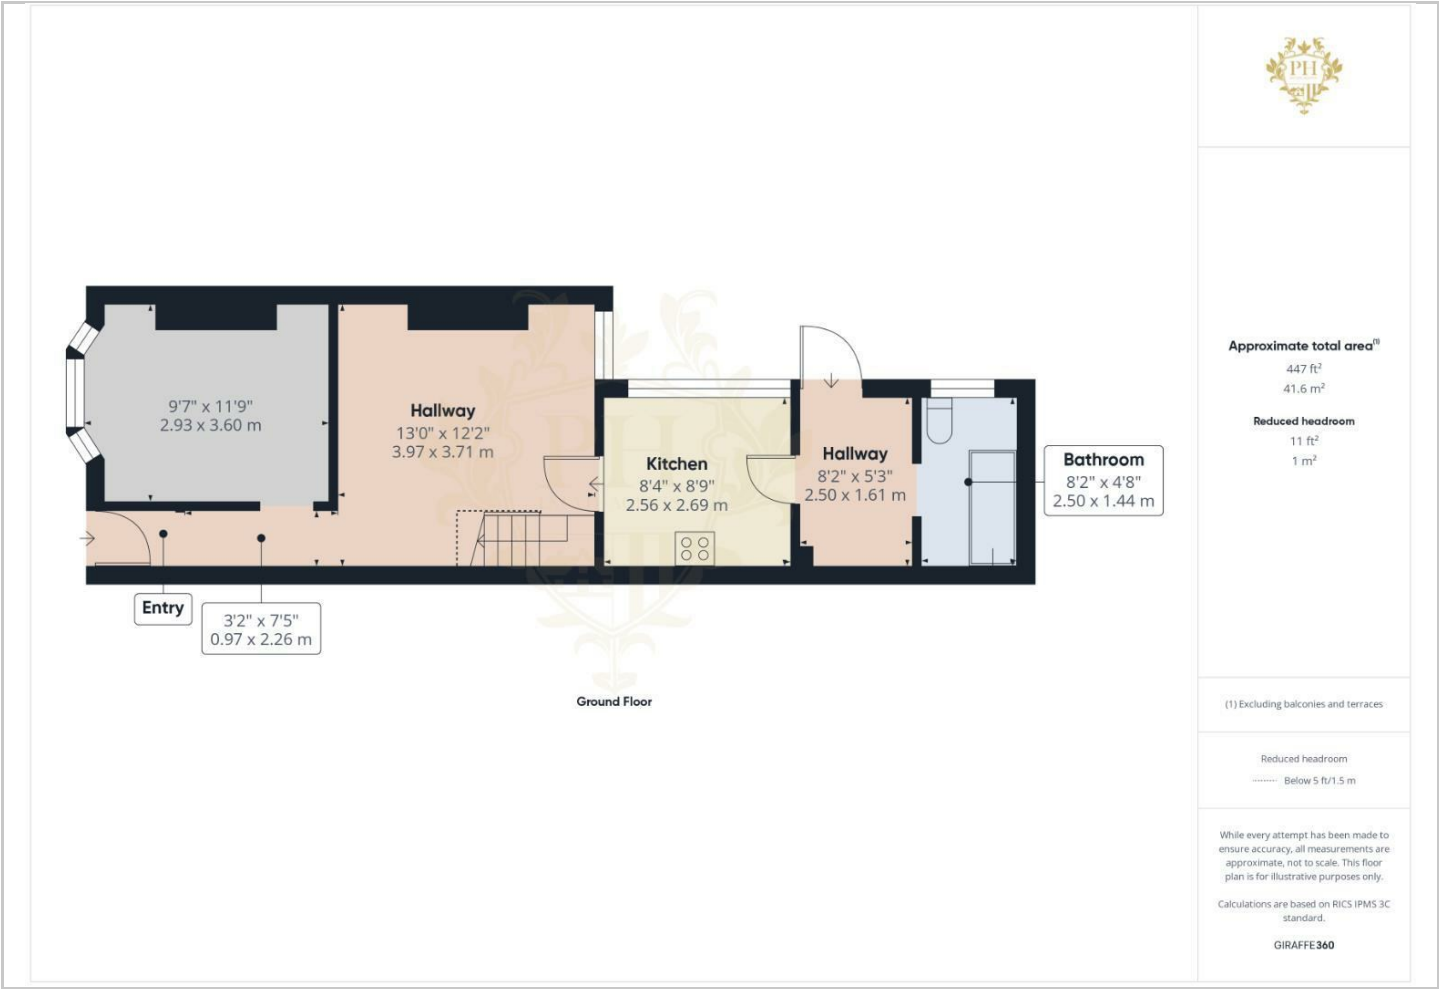 PH
9'7" x 11'9"
2.93 x 3.60 m
Hallway
13'0" x 12'2"
3.97 x 3.71 m
Kitchen
8'4" x 8'9"
2.56 x 2.69 m
Hallway
8'2" x 5'3"
2.50 x 1.61 m
Bathroom
8'2" x 4'8"
2.50 x 1.44 m
Entry
3'2" x 7'5"
0.97 x 2.26 m
PH
Ground Floor
Approximate total area(1)
447 ft²
41.6 m²
Reduced headroom
11 ft²
1 m²
(1) Excluding balconies and terraces
Reduced headroom
Below 5 ft/1.5 m
While every attempt has been made to
ensure accuracy, all measurements are
approximate, not to scale. This floor
plan is for illustrative purposes only.
Calculations are based on RICS IPMS 3C
standard.
GIRAFFE360